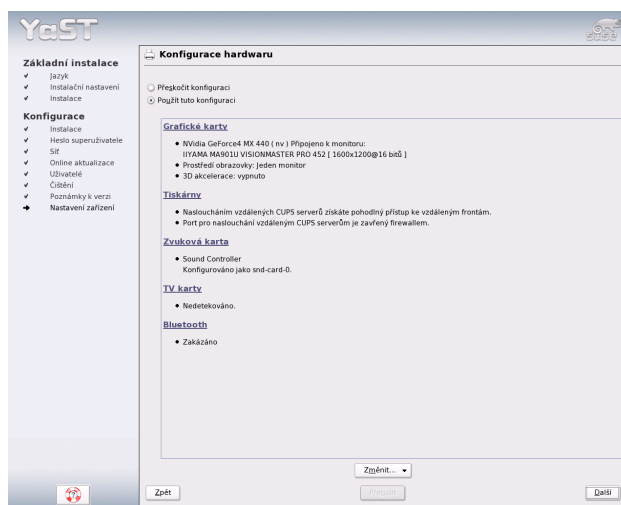 YaST
Základní instalace
Jazyk
Instalační nastavení
Instalace
Konfigurace
Instalace
Heslo superuživatele
Síť
Online aktualizace
Uživatelé
Čištění
Poznámky k verzi
Nastavení zařízení
Konfigurace hardwaru
Přeskočit konfiguraci
Použít tuto konfiguraci
Grafické karty
NVidia GeForce4 MX 440 ( nv ) Připojeno k monitoru:
IIYAMA MA901U VISIONMASTER PRO 452 [ 1600x1200@16 bitů ]
Prostředí obrazovky: Jeden monitor
3D akcelerace: vypnuto
Tiskárny
Nasloucháním vzdálených CUPS serverů získáte pohodlný přístup ke vzdáleným frontám.
Port pro naslouchání vzdáleným CUPS serverům je zavřený firewallem.
Zvuková karta
Sound Controller
Konfigurováno jako snd-card-0.
TV karty
Nedetekováno.
Bluetooth
Zakázáno
Změnit...
Zpět
Přerušit
Další